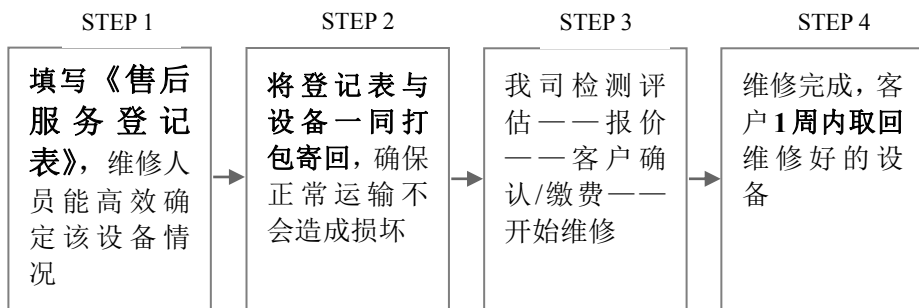 STEP 1
填写《售后
服务登记
表》，维修人
员能高效确
定该设备情
况
STEP 2
将登记表与
设备一同打
包寄回，确保
正常运输不
会造成损坏
STEP 3
我司检测评
估——报价
——客户确
认/缴费——
开始维修
STEP 4
维修完成，客
户1周内取回
维修好的设
备